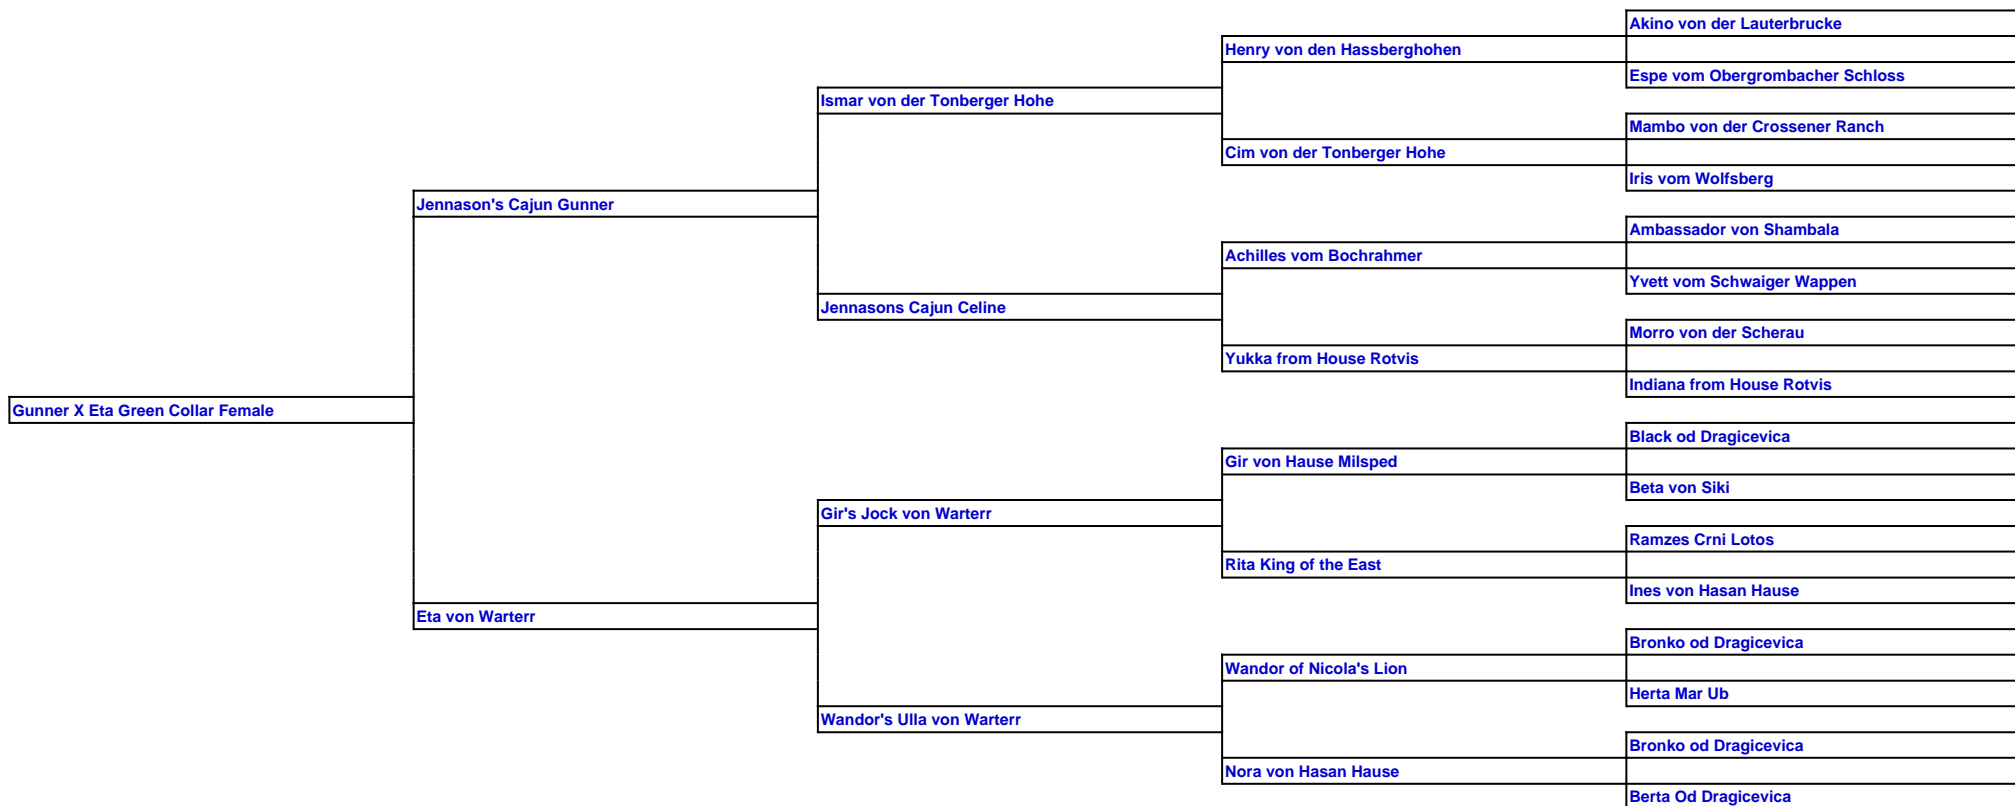 Akino von der Lauterbrucke
Henry von den Hassberghohen
Espe vom Obergrombacher Schloss
Ismar von der Tonberger Hohe
Mambo von der Crossener Ranch
Cim von der Tonberger Hohe
Iris vom Wolfsberg
Jennason's Cajun Gunner
Ambassador von Shambala
Achilles vom Bochrahmer
Yvett vom Schwaiger Wappen
Jennasons Cajun Celine
Morro von der Scherau
Yukka from House Rotvis
Indiana from House Rotvis
Gunner X Eta Green Collar Female
Black od Dragicevica
Gir von Hause Milsped
Beta von Siki
Gir's Jock von Warterr
Ramzes Crni Lotos
Rita King of the East
Ines von Hasan Hause
Eta von Warterr
Bronko od Dragicevica
Wandor of Nicola's Lion
Herta Mar Ub
Wandor's Ulla von Warterr
Bronko od Dragicevica
Nora von Hasan Hause
Berta Od Dragicevica